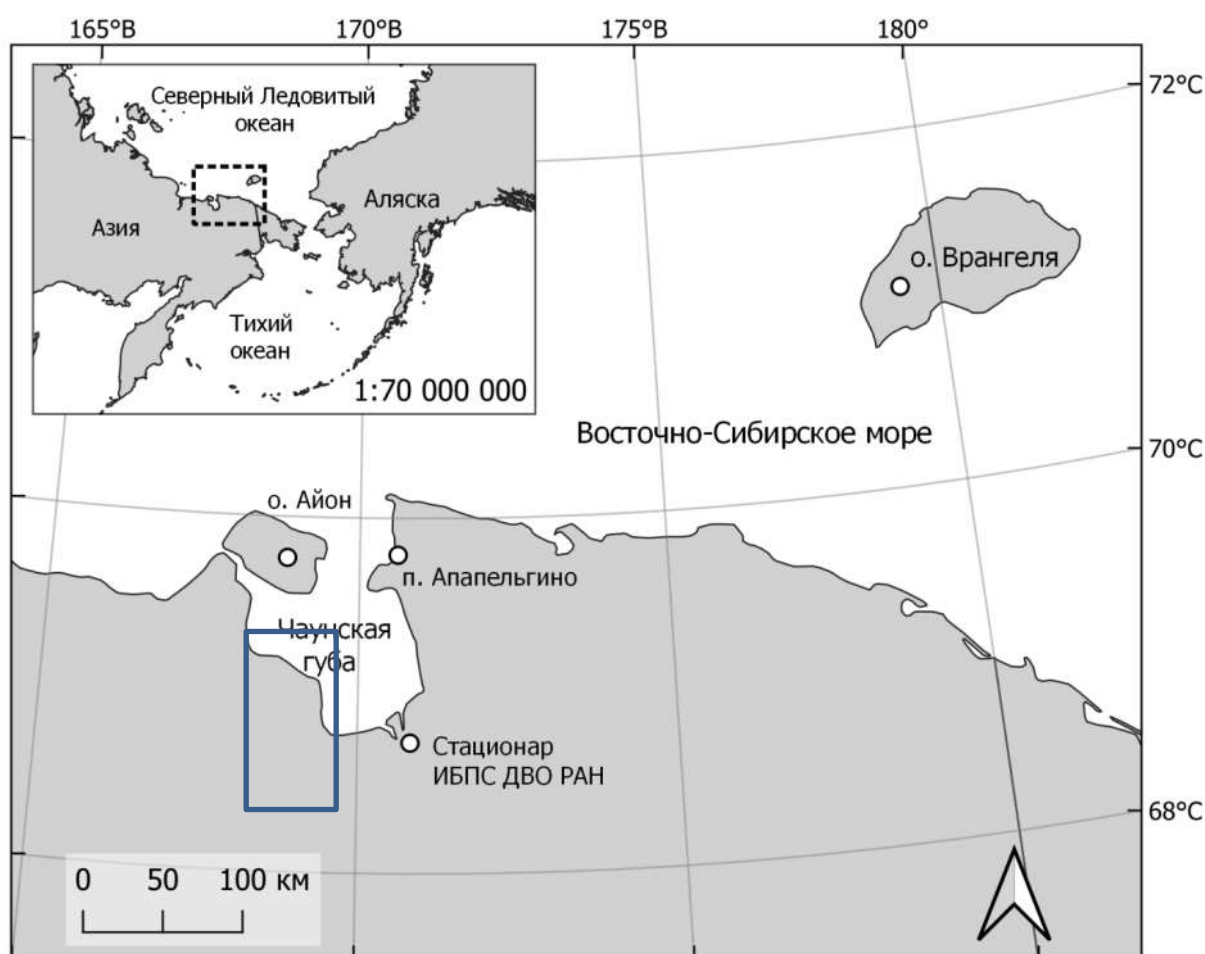 165°В
170°В
175°В
180°
72°С
Северный Ледовитый
океан
Аляска
Азия
Тихий
океан
1:70 000 000
о. Врангеля
Восточно-Сибирское море
70°С
о. Айон
п. Апапельгино
Чаунская
губа
Стационар
ИБПС ДВО РАН
68°С
0 50 100 км